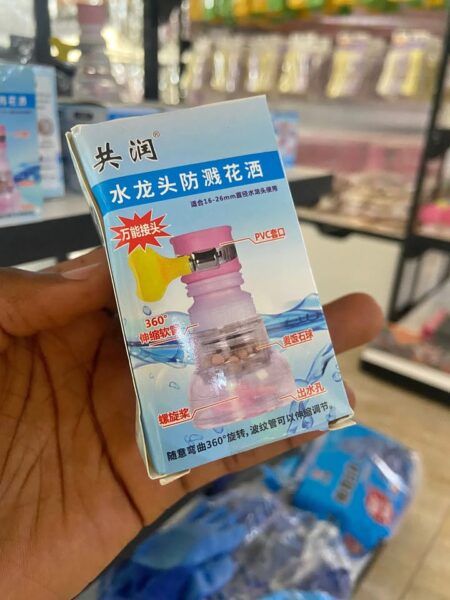 共润®
水龙头防溅花洒
适合16-26mm直径水龙头使用
万能接头
PVC套口
360°
伸缩软管
麦饭石球
螺旋桨
出水孔
随意弯曲360°旋转,波纹管可以伸缩调节。
溅花洒